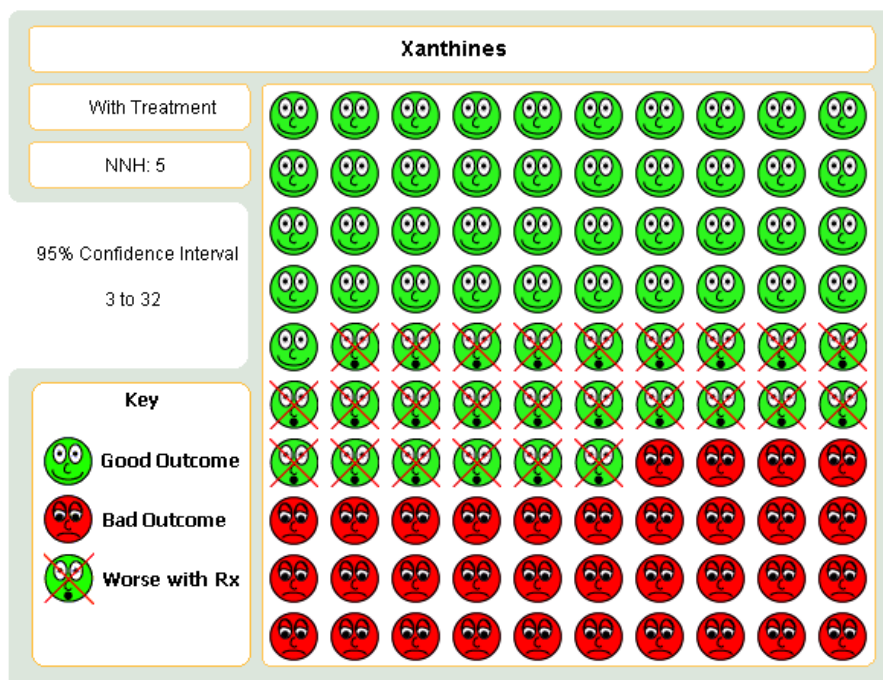 Xanthines
With Treatment
NNH: 5
95% Confidence Interval
3 to 32
Key
Good Outcome
Bad Outcome
Worse with Rx